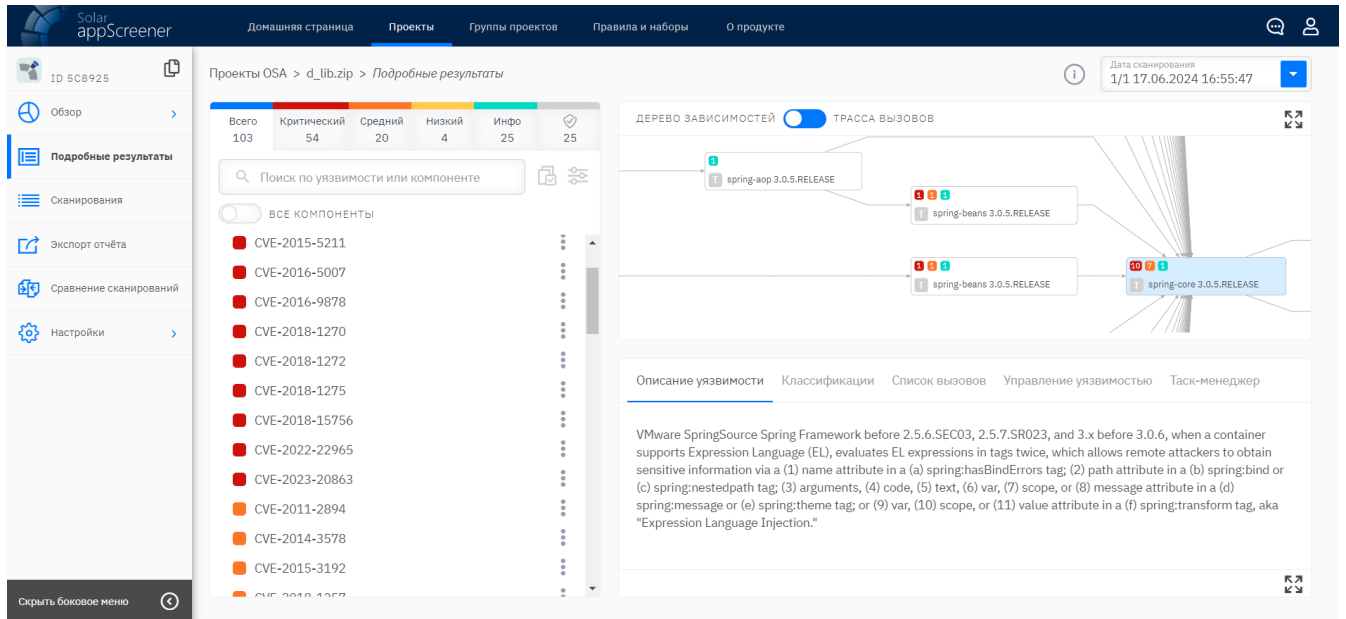 Solar
appScreener
Домашняя страница
Проекты
Группы проектов
Правила и наборы
О продукте
ID 5C8925
Обзор
Подробные результаты
Сканирования
Экспорт отчёта
Сравнение сканирований
Настройки
Скрыть боковое меню
Проекты OSA > d_lib.zip > Подробные результаты
Дата сканирования
1/1 17.06.2024 16:55:47
Всего
103
Критический
54
Средний
20
Низкий
4
Инфо
25
25
Поиск по уязвимости или компоненте
ВСЕ КОМПОНЕНТЫ
CVE-2015-5211
CVE-2016-5007
CVE-2016-9878
CVE-2018-1270
CVE-2018-1272
CVE-2018-1275
CVE-2018-15756
CVE-2022-22965
CVE-2023-20863
CVE-2011-2894
CVE-2014-3578
CVE-2015-3192
CVE-2018-1257
ДЕРЕВО ЗАВИСИМОСТЕЙ
ТРАССА ВЫЗОВОВ
1
T spring-aop 3.0.5.RELEASE
1 1 1
T spring-beans 3.0.5.RELEASE
1 1 1
T spring-beans 3.0.5.RELEASE
10 7 1
T spring-core 3.0.5.RELEASE
Описание уязвимости
Классификации
Список вызовов
Управление уязвимостью
Таск-менеджер
VMware SpringSource Spring Framework before 2.5.6.SEC03, 2.5.7.SR023, and 3.x before 3.0.6, when a container
supports Expression Language (EL), evaluates EL expressions in tags twice, which allows remote attackers to obtain
sensitive information via a (1) name attribute in a (a) spring:hasBindErrors tag; (2) path attribute in a (b) spring:bind or
(c) spring:nestedpath tag; (3) arguments, (4) code, (5) text, (6) var, (7) scope, or (8) message attribute in a (d)
spring:message or (e) spring:theme tag; or (9) var, (10) scope, or (11) value attribute in a (f) spring:transform tag, aka
"Expression Language Injection."